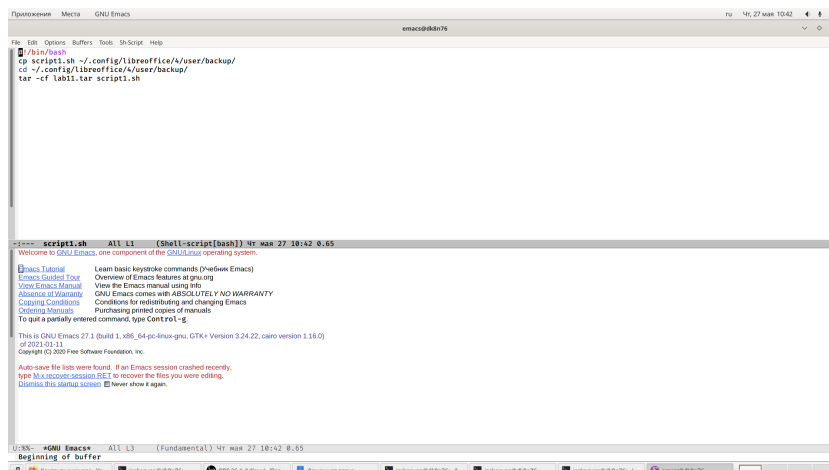 Приложения Места GNU Emacs ru Чт, 27 мая 10:42
emacs@dk8n76
File Edit Options Buffers Tools Sh-Script Help
#!/bin/bash
cp script1.sh ~/.config/libreoffice/4/user/backup/
cd ~/.config/libreoffice/4/user/backup/
tar -cf lab11.tar script1.sh
-:--- script1.sh All L1 (Shell-script[bash]) Чт мая 27 10:42 0.65
Welcome to GNU Emacs, one component of the GNU/Linux operating system.
Emacs Tutorial Learn basic keystroke commands (Учебник Emacs)
Emacs Guided Tour Overview of Emacs features at gnu.org
View Emacs Manual View the Emacs manual using Info
Absence of Warranty GNU Emacs comes with ABSOLUTELY NO WARRANTY
Copying Conditions Conditions for redistributing and changing Emacs
Ordering Manuals Purchasing printed copies of manuals
To quit a partially entered command, type Control-g.
This is GNU Emacs 27.1 (build 1, x86_64-pc-linux-gnu, GTK+ Version 3.24.22, cairo version 1.16.0)
of 2021-01-11
Copyright (C) 2020 Free Software Foundation, Inc.
Auto-save file lists were found. If an Emacs session crashed recently,
type M-x recover-session RET to recover the files you were editing.
Dismiss this startup screen Never show it again.
U:%%- *GNU Emacs* All L3 (Fundamental) Чт мая 27 10:42 0.65
Beginning of buffer